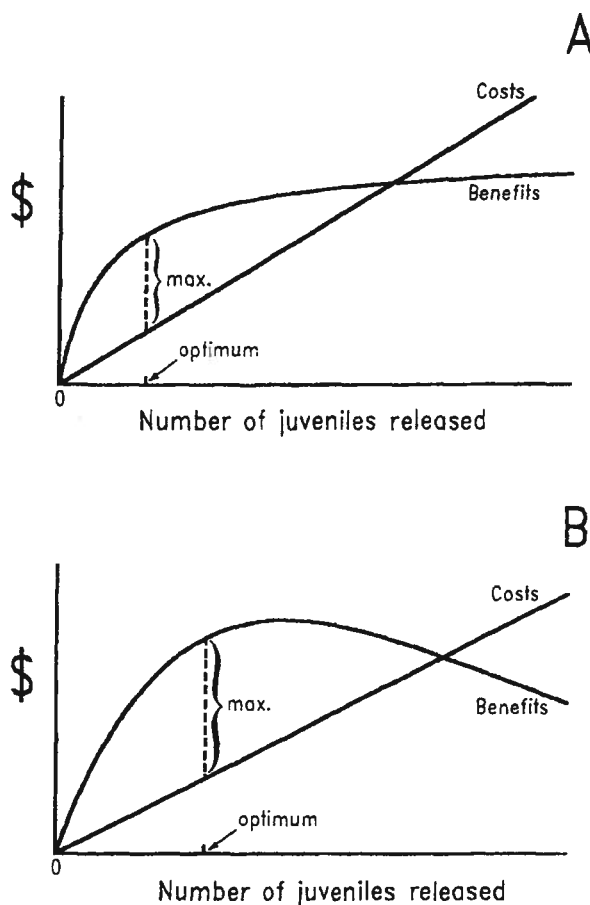 A
Costs
$
Benefits
max.
optimum
0
Number of juveniles released
B
Costs
$
max.
Benefits
optimum
0
Number of juveniles released